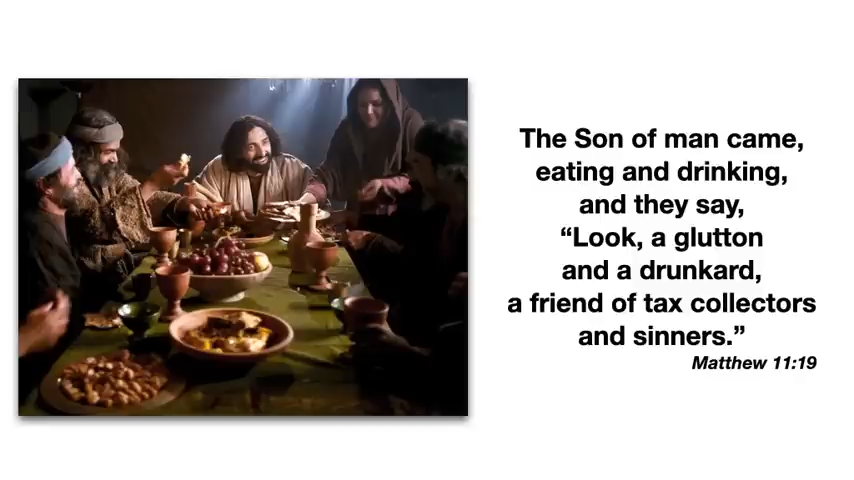 The Son of man came,
eating and drinking,
and they say,
“Look, a glutton
and a drunkard,
a friend of tax collectors
and sinners.”
Matthew 11:19